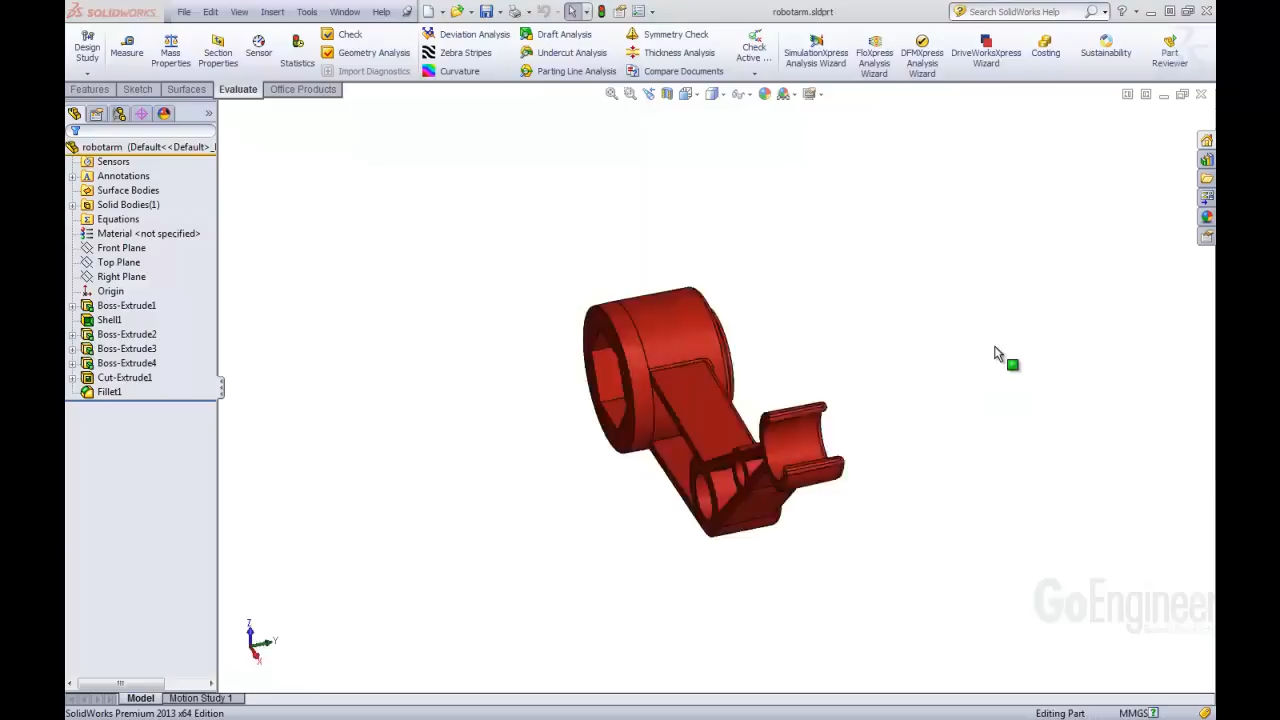 SOLIDWORKS File Edit View Insert Tools Window Help robotarm.sldprt Search SolidWorks Help
Design Study
Measure
Mass Properties
Section Properties
Sensor
Statistics
Check
Geometry Analysis
Import Diagnostics
Deviation Analysis
Zebra Stripes
Curvature
Draft Analysis
Undercut Analysis
Parting Line Analysis
Symmetry Check
Thickness Analysis
Compare Documents
Check Active ...
SimulationXpress Analysis Wizard
FloXpress Analysis Wizard
DFMXpress Analysis Wizard
DriveWorksXpress Wizard
Costing
Sustainability
Part Reviewer
Features Sketch Surfaces Evaluate Office Products
robotarm (Default<<Default>_
Sensors
Annotations
Surface Bodies
Solid Bodies(1)
Equations
Material <not specified>
Front Plane
Top Plane
Right Plane
Origin
Boss-Extrude1
Shell1
Boss-Extrude2
Boss-Extrude3
Boss-Extrude4
Cut-Extrude1
Fillet1
GoEngineer
Z
Y
X
Model Motion Study 1
SolidWorks Premium 2013 x64 Edition Editing Part MMGS